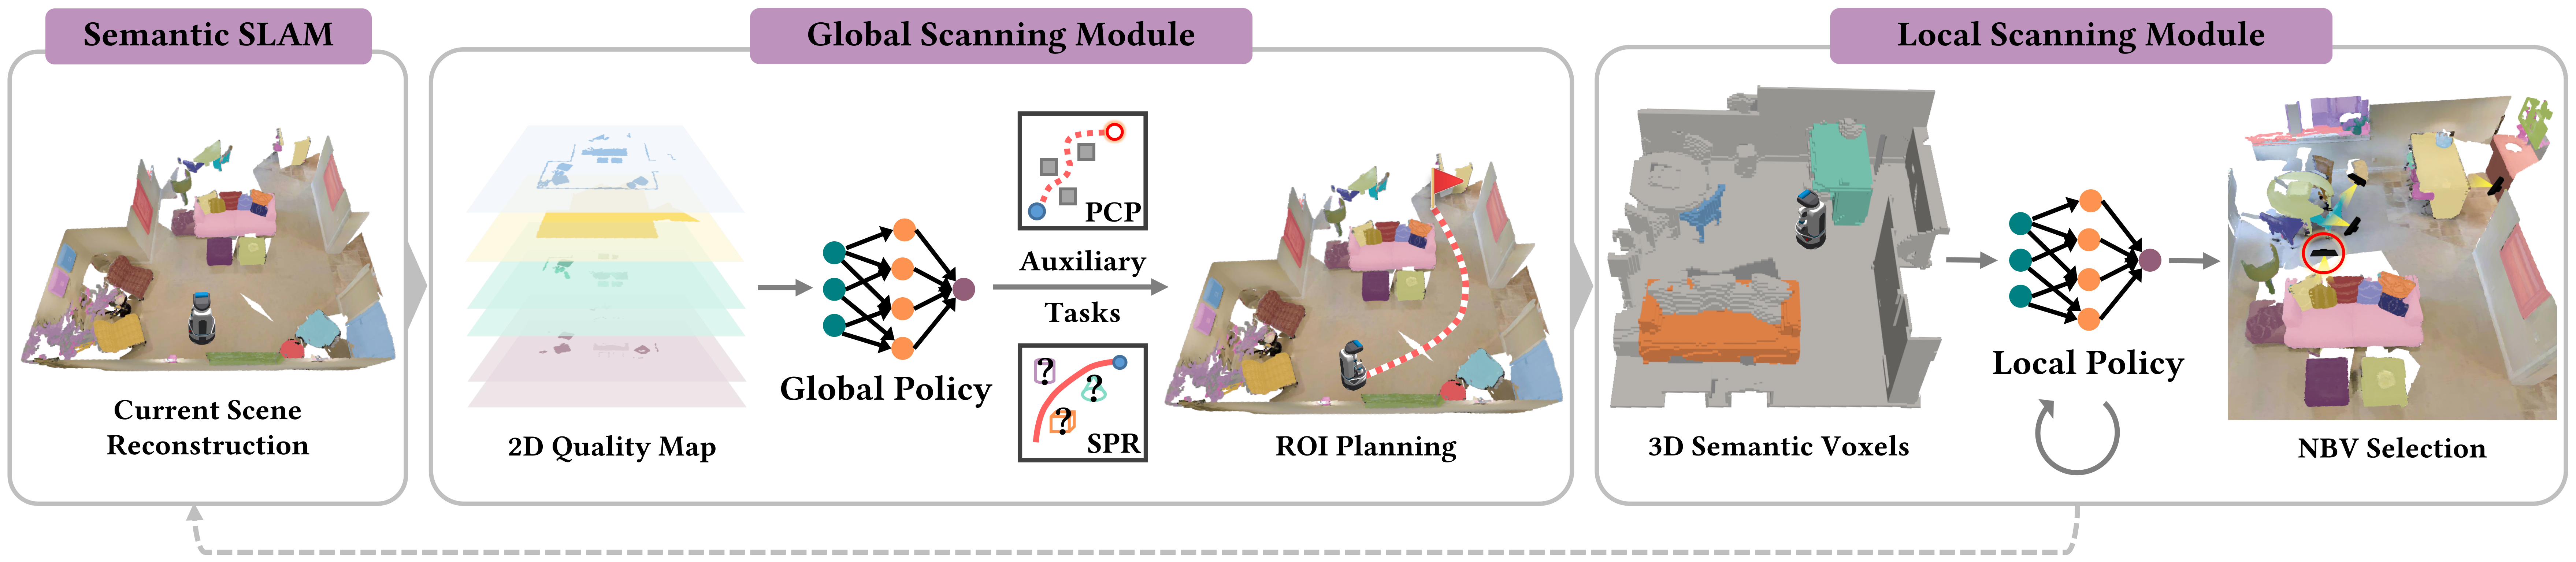 Semantic SLAM
Current Scene
Reconstruction
Global Scanning Module
2D Quality Map
Global Policy
PCP
Auxiliary
Tasks
?
?
?
SPR
ROI Planning
Local Scanning Module
3D Semantic Voxels
Local Policy
NBV Selection